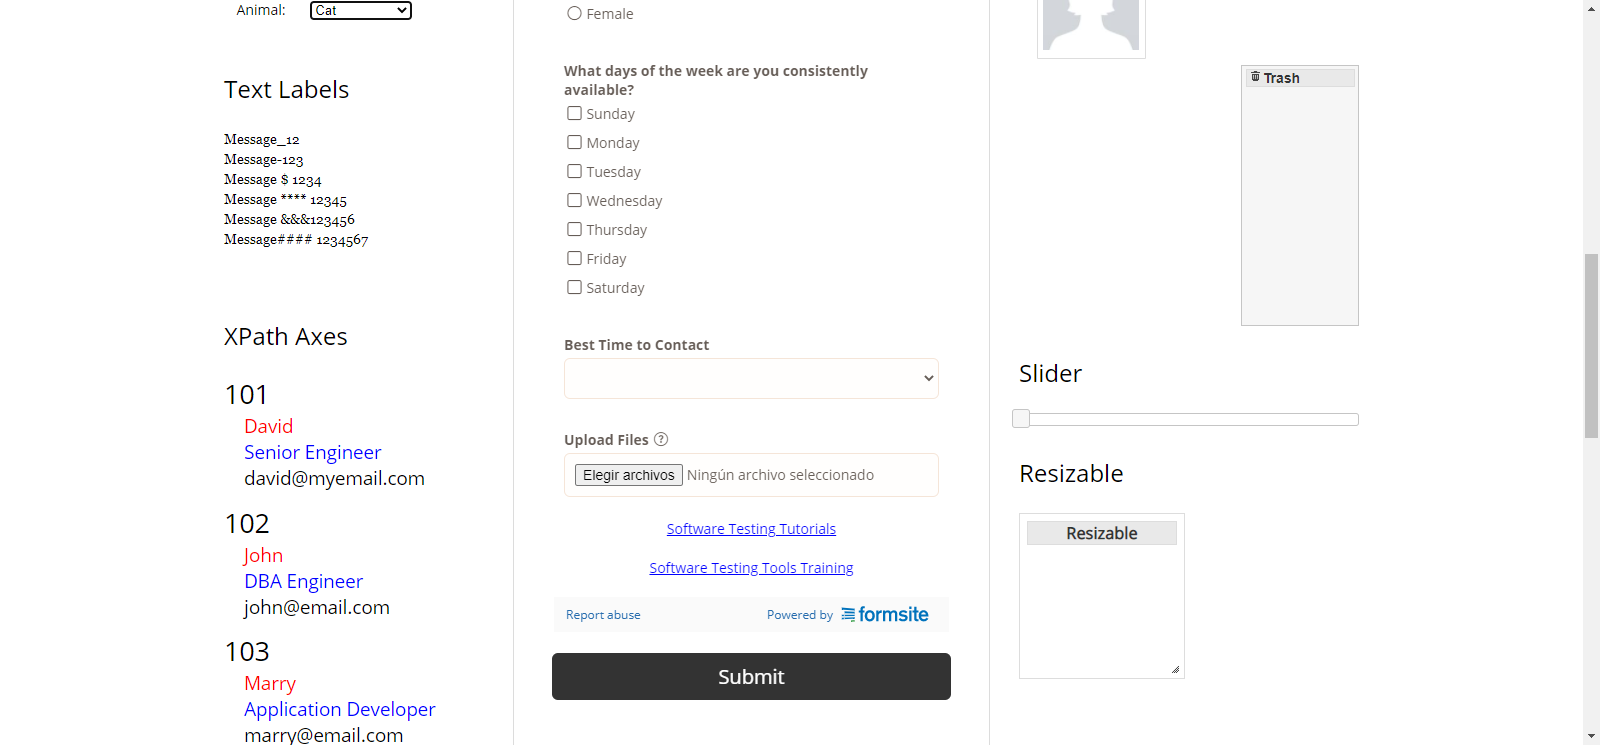 Animal:
Cat
Text Labels
Message_12
Message-123
Message $ 1234
Message **** 12345
Message &&&123456
Message#### 1234567
XPath Axes
101
David
Senior Engineer
david@myemail.com
102
John
DBA Engineer
john@email.com
103
Marry
Application Developer
marry@email.com
Female
What days of the week are you consistently
available?
Sunday
Monday
Tuesday
Wednesday
Thursday
Friday
Saturday
Best Time to Contact
Upload Files ?
Elegir archivos Ningún archivo seleccionado
Software Testing Tutorials
Software Testing Tools Training
Report abuse
Powered by formsite
Submit
Trash
Slider
Resizable
Resizable